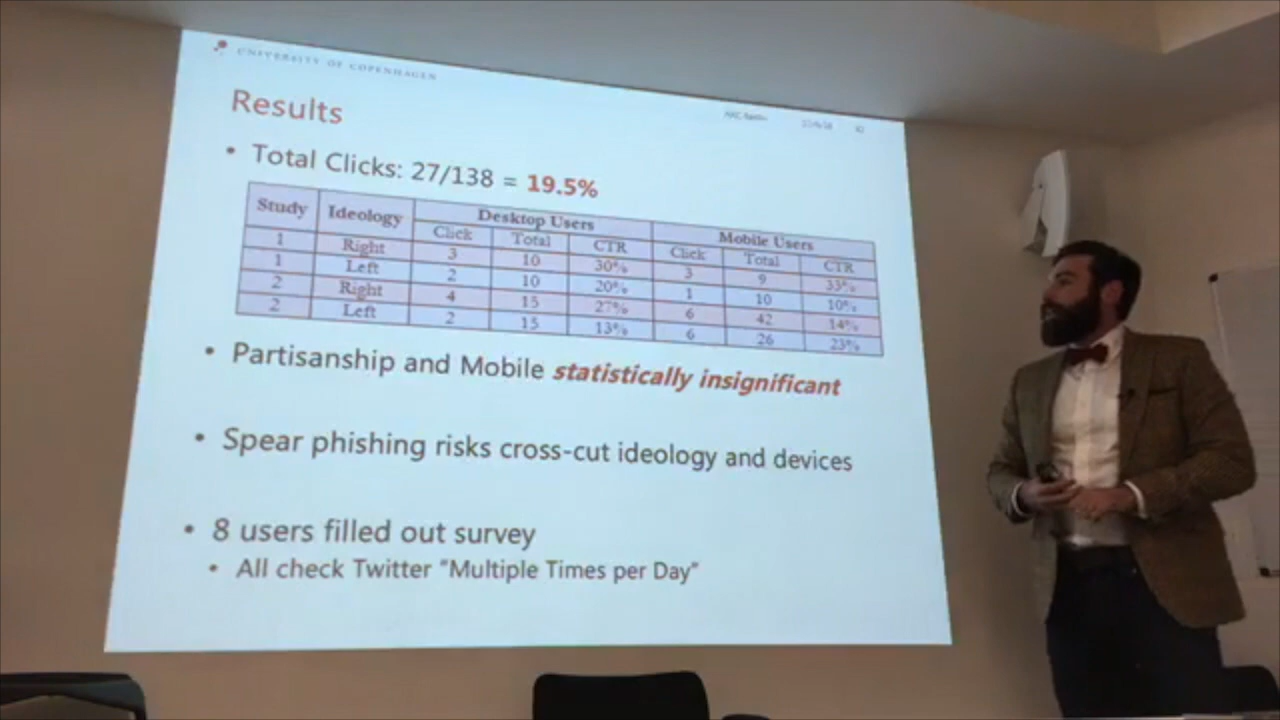 UNIVERSITY OF COPENHAGEN
Results
• Total Clicks: 27/138 = 19.5%
Study Ideology Desktop Users Mobile Users
Click Total CTR Click Total CTR
1 Right 3 10 30% 3 9 33%
1 Left 2 10 20% 1 10 10%
2 Right 4 15 27% 6 42 14%
2 Left 2 15 13% 6 26 23%
• Partisanship and Mobile statistically insignificant
• Spear phishing risks cross-cut ideology and devices
• 8 users filled out survey
• All check Twitter "Multiple Times per Day"